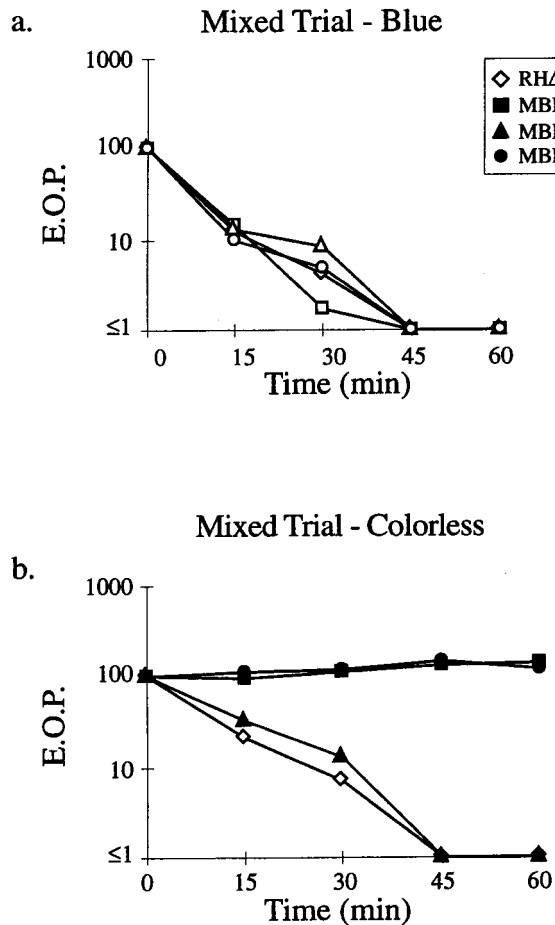 a.
Mixed Trial - Blue
1000
100
10
≤1
E.O.P.
0 15 30 45 60
Time (min)
RHΔ
MBI
MBI
MBI
Mixed Trial - Colorless
b.
1000
100
10
≤1
E.O.P.
0 15 30 45 60
Time (min)